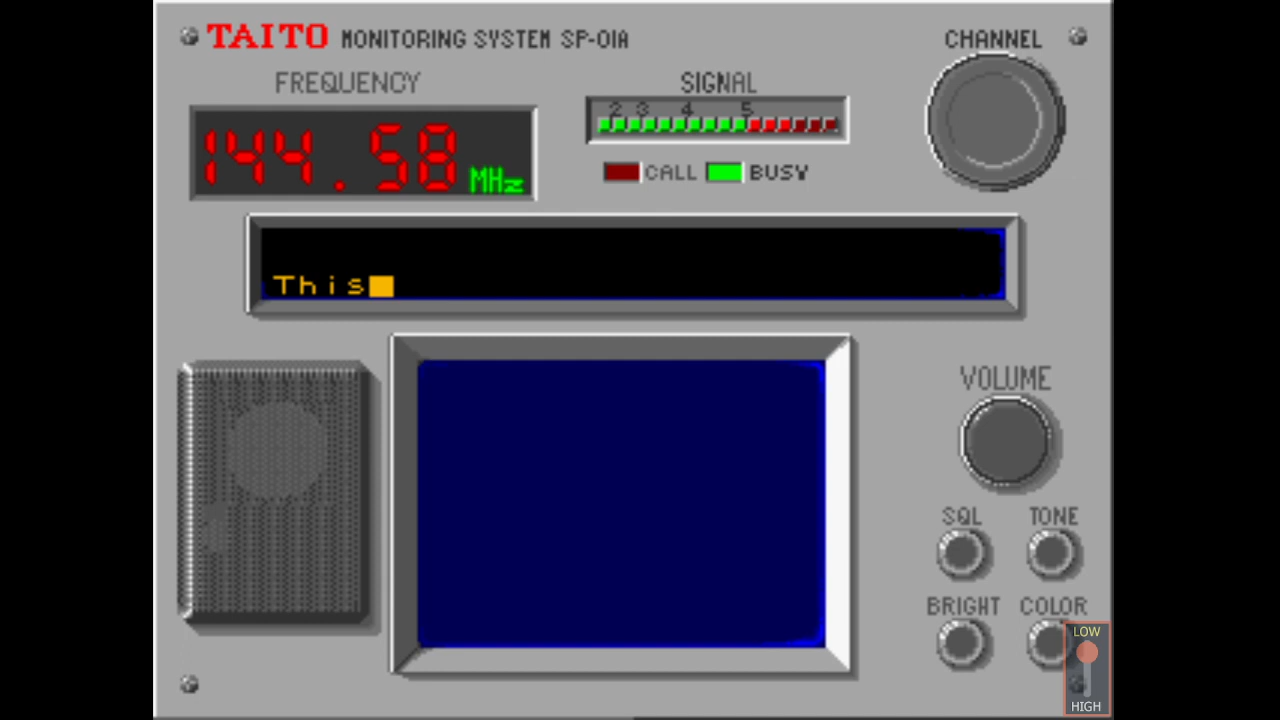 TAITO MONITORING SYSTEM SP-01A
CHANNEL
FREQUENCY
SIGNAL
2 3 4 5
144.58 MHz
CALL BUSY
This
VOLUME
SQL TONE
BRIGHT COLOR
LOW
HIGH